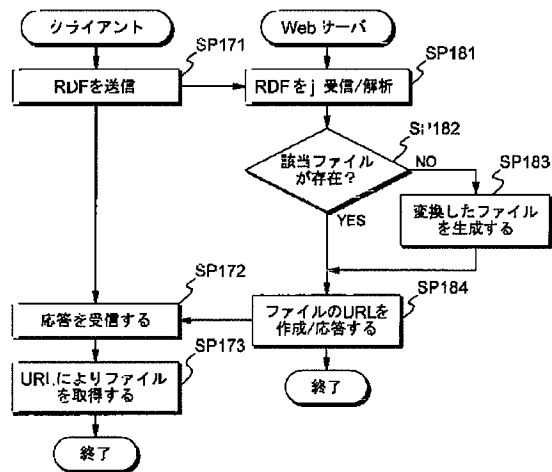 クライアント
Webサーバ
SP171
RDFを送信
SP181
RDFを j 受信/解析
SP182
該当ファイル
が存在?
NO
YES
SP183
変換したファイル
を生成する
SP172
応答を受信する
SP184
ファイルのURLを
作成/応答する
SP173
URLによりファイル
を取得する
終了
終了